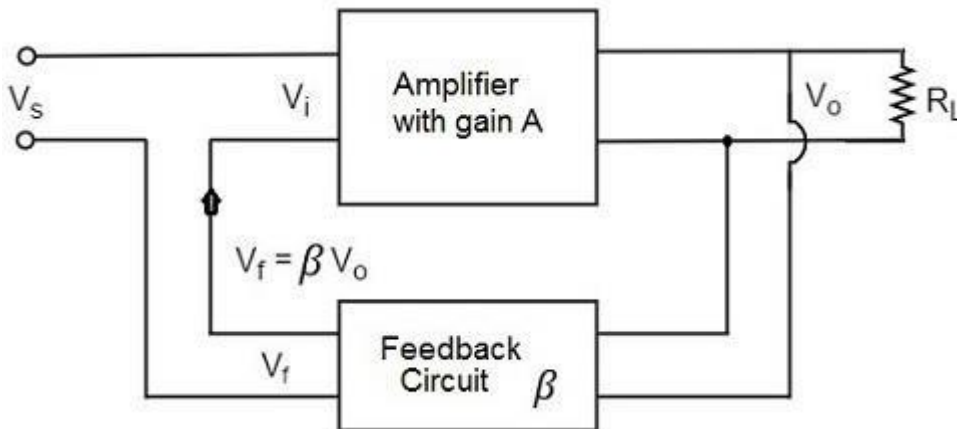 Vs
Vi
Amplifier
with gain A
Vo
RL
Vf = β Vo
Vf
Feedback
Circuit β